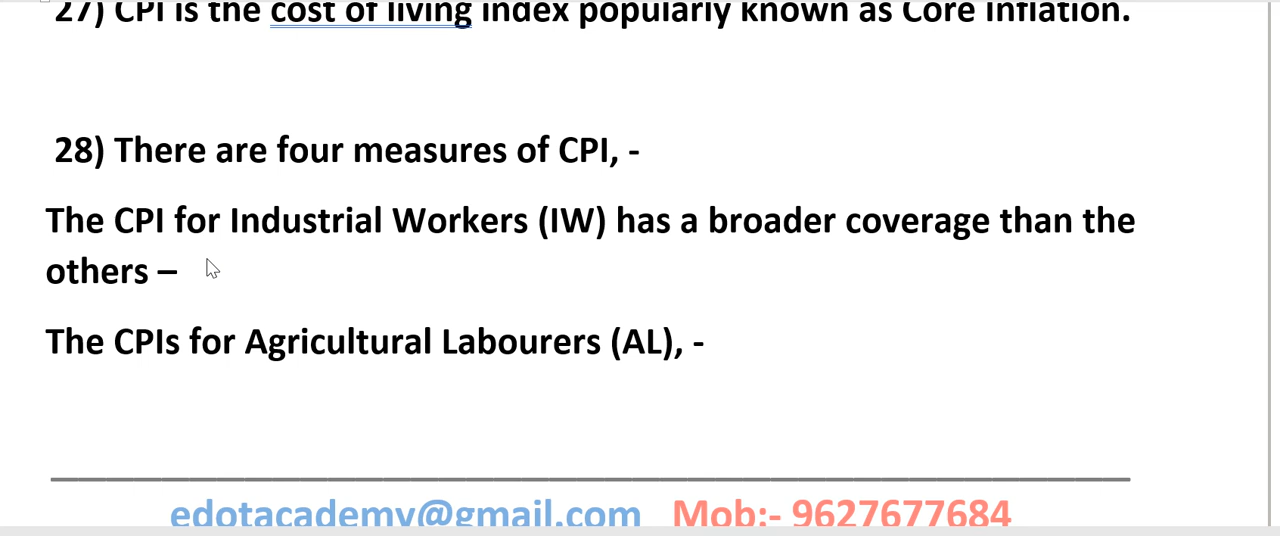 27) CPI is the cost of living index popularly known as Core Inflation.
28) There are four measures of CPI, -
The CPI for Industrial Workers (IW) has a broader coverage than the
others –
The CPIs for Agricultural Labourers (AL), -
edotacademy@gmail.com Mob:- 9627677684